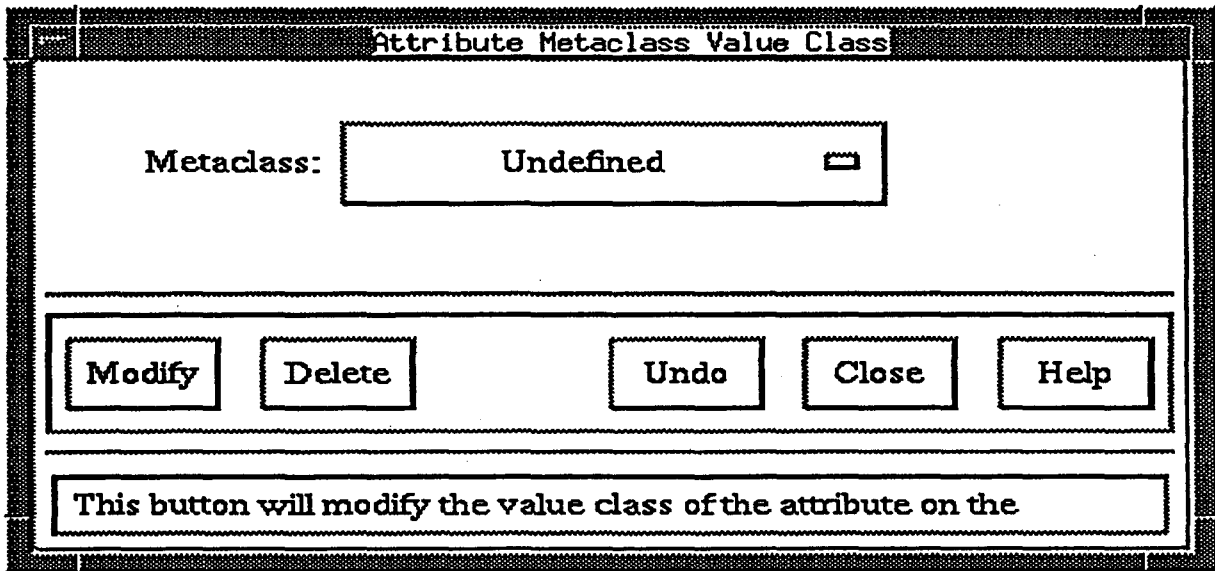 Attribute Metaclass Value Class
Metaclass: Undefined
Modify Delete Undo Close Help
This button will modify the value class of the attribute on the